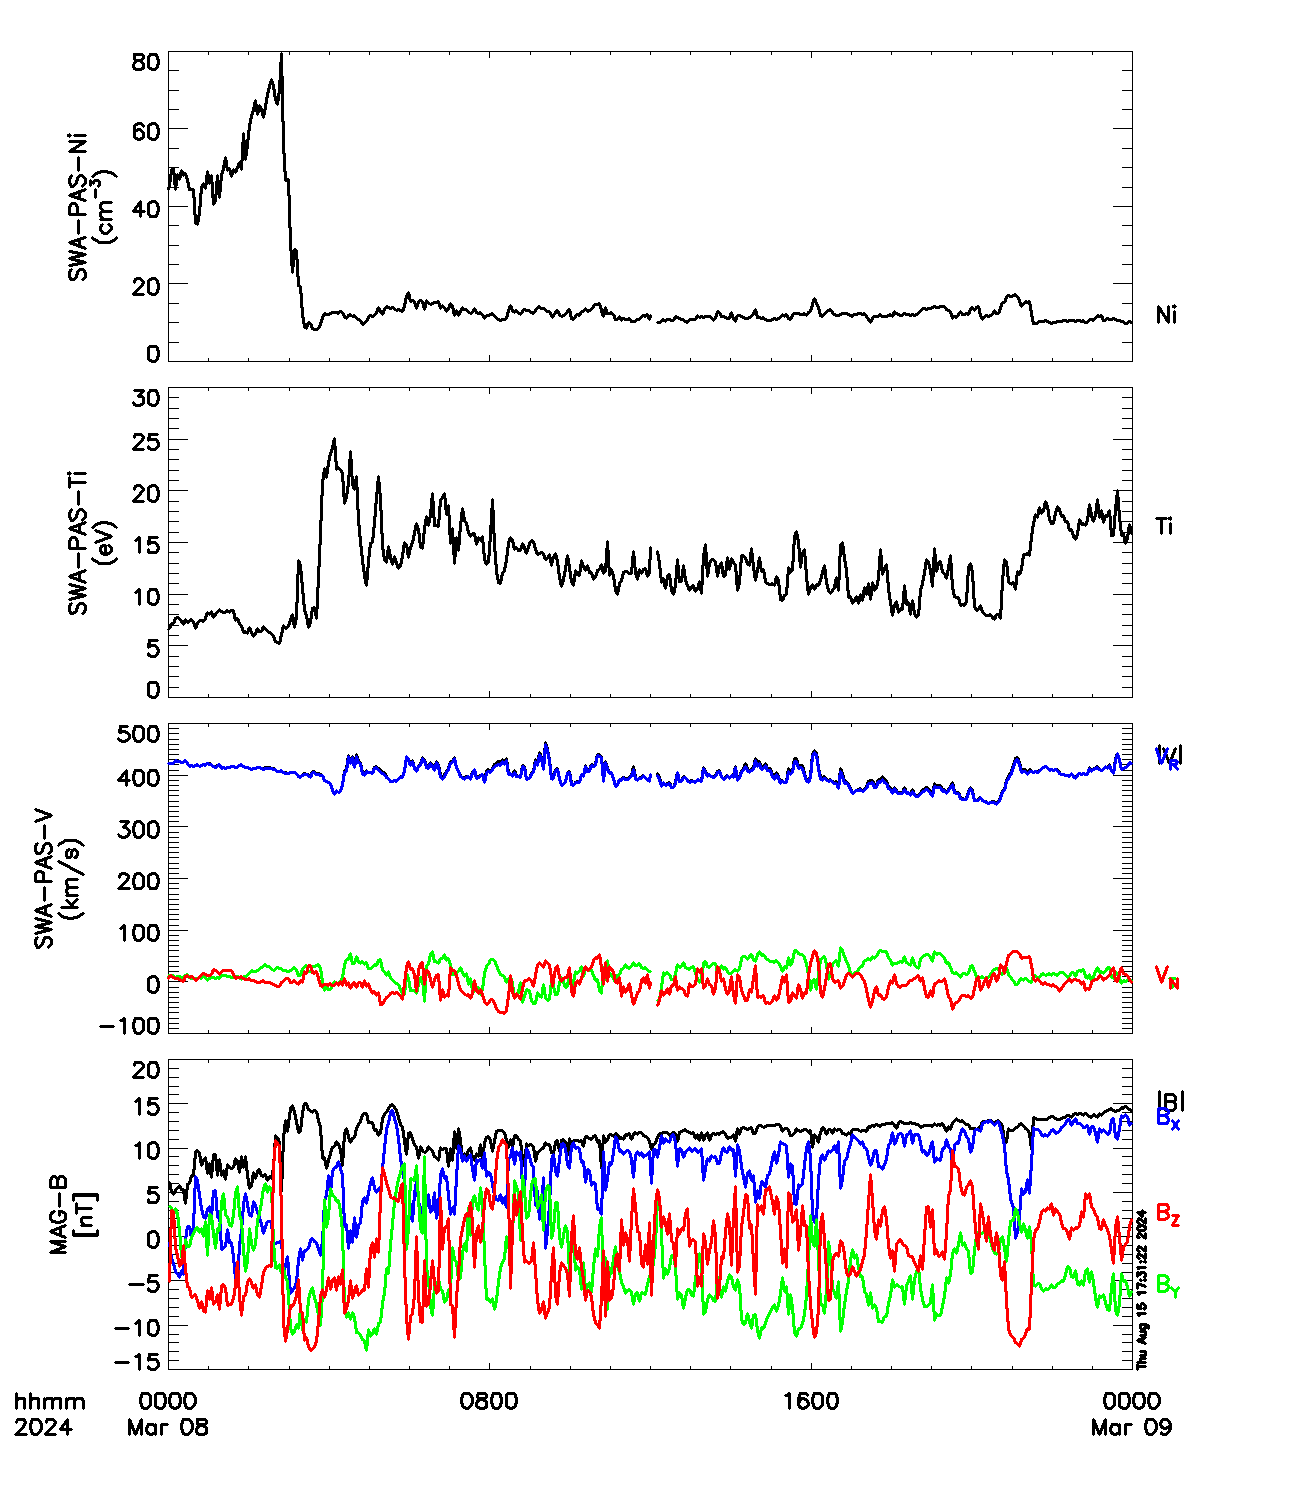 80
60
40
20
0
SWA-PAS-Ni
(cm⁻³)
Ni
30
25
20
15
10
5
0
SWA-PAS-Ti
(eV)
Ti
500
400
300
200
100
0
-100
SWA-PAS-V
(km/s)
|V|
V_R
V_N
20
15
10
5
0
-5
-10
-15
MAG-B
[nT]
|B|
B_X
B_Z
B_Y
Thu Aug 15 17:31:22 2024
hhmm 0000 0800 1600 0000
2024 Mar 08 Mar 09